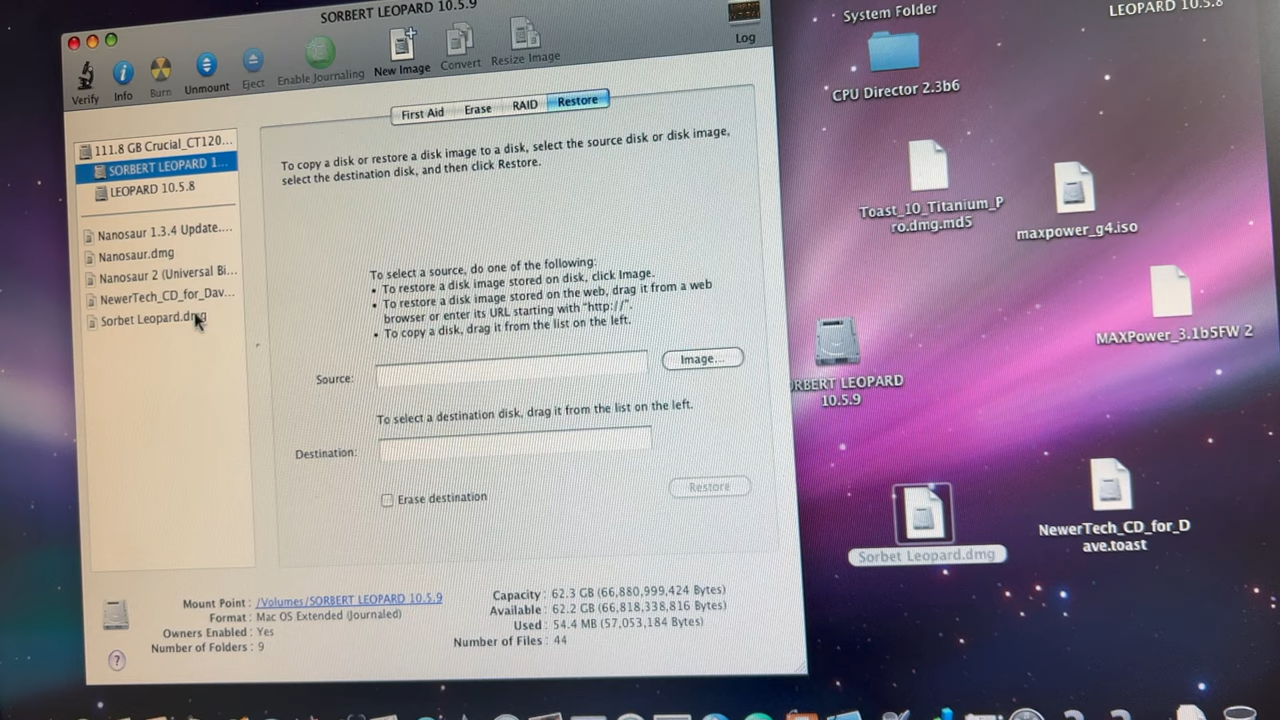 SORBERT LEOPARD 10.5.9
Verify
Info
Burn
Unmount
Eject
Enable Journaling
New Image
Convert
Resize Image
Log
111.8 GB Crucial_CT120...
SORBERT LEOPARD 1...
LEOPARD 10.5.8
Nanosaur 1.3.4 Update....
Nanosaur.dmg
Nanosaur 2 (Universal Bi...
NewerTech_CD_for_Dav...
Sorbet Leopard.dmg
First Aid
Erase
RAID
Restore
To copy a disk or restore a disk image to a disk, select the source disk or disk image,
select the destination disk, and then click Restore.
To select a source, do one of the following:
• To restore a disk image stored on disk, click Image.
• To restore a disk image stored on the web, drag it from a web
browser or enter its URL starting with "http://".
• To copy a disk, drag it from the list on the left.
Source:
Image...
To select a destination disk, drag it from the list on the left.
Destination:
Erase destination
Restore
Mount Point : /Volumes/SORBERT LEOPARD 10.5.9
Format : Mac OS Extended (Journaled)
Owners Enabled : Yes
Number of Folders : 9
Capacity : 62.3 GB (66,880,999,424 Bytes)
Available : 62.2 GB (66,818,338,816 Bytes)
Used : 54.4 MB (57,053,184 Bytes)
Number of Files : 44
?
System Folder
LEOPARD 10.5.8
CPU Director 2.3b6
Toast_10_Titanium_P
ro.dmg.md5
maxpower_g4.iso
MAXPower_3.1b5FW 2
RBERT LEOPARD
10.5.9
Sorbet Leopard.dmg
NewerTech_CD_for_D
ave.toast